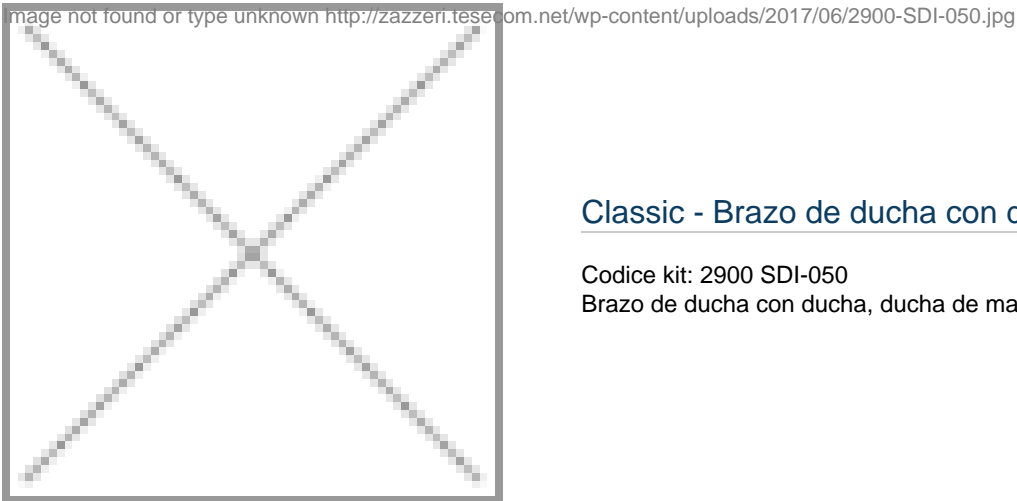 Image not found or type unknown http://zazzeri.tesecom.net/wp-content/uploads/2017/06/2900-SDI-050.jpg
Classic - Brazo de ducha con
Codice kit: 2900 SDI-050
Brazo de ducha con ducha, ducha de ma